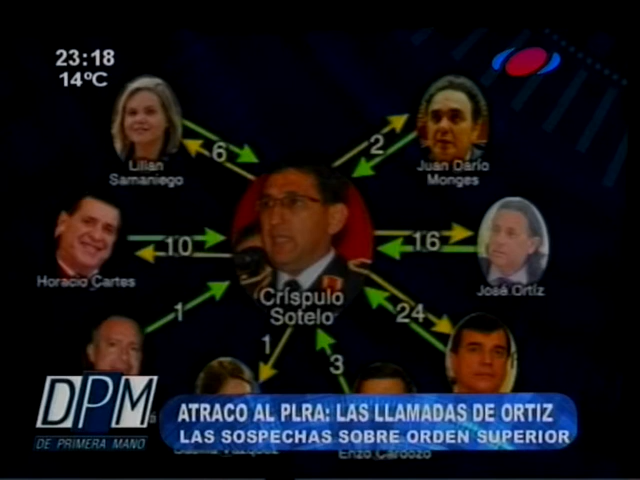 23:18
14ºC
Lilian
Samaniego
6
2
Juan Darío
Monges
Horacio Cartes
10
Críspulo
Sotelo
16
José Ortíz
1
1
3
24
DPM
DE PRIMERA MANO
ATRACO AL PLRA: LAS LLAMADAS DE ORTIZ
LAS SOSPECHAS SOBRE ORDEN SUPERIOR
Enzo Cardozo